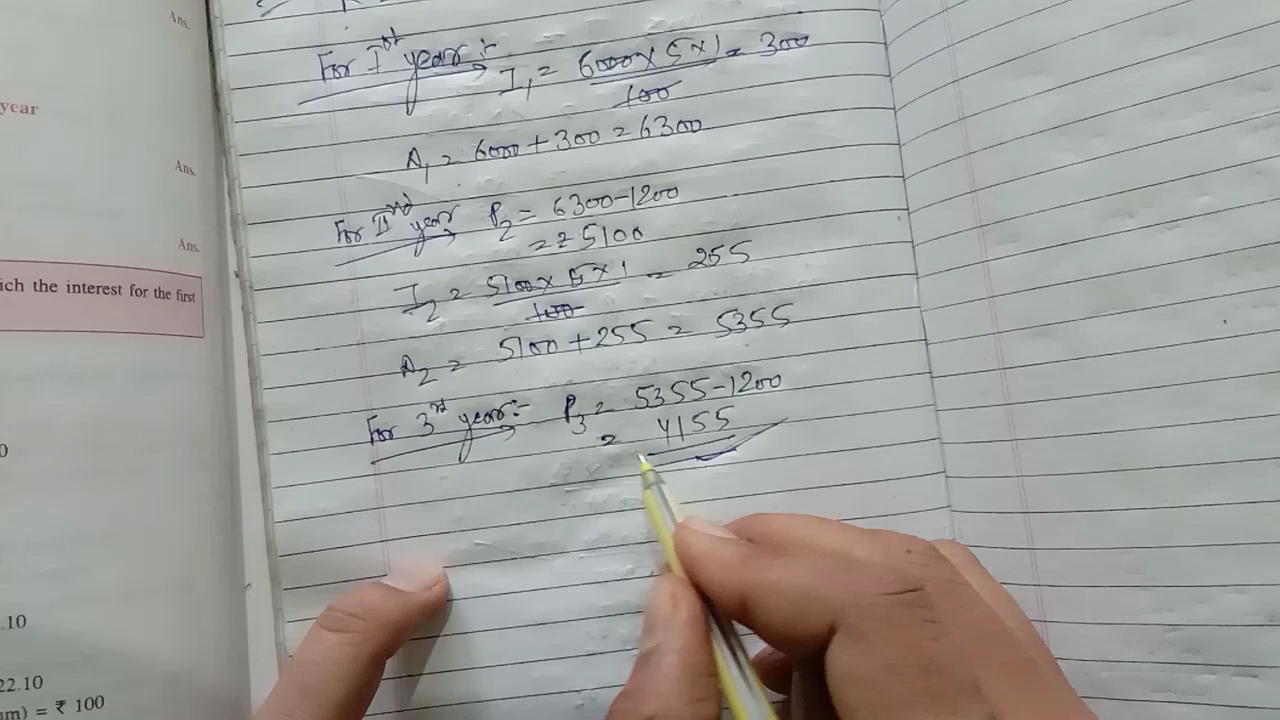 Ans.
year
Ans.
Ans.
ich the interest for the first
0
.10
22.10
um) = ₹ 100
For Ist year :- I1 = 6000 × 5 × 1 = 300
100
A1 = 6000 + 300 = 6300
For IInd year P2 = 6300 - 1200
= ₹ 5100
I2 = 5100 × 5 × 1 = 255
100
A2 = 5100 + 255 = 5355
For 3rd year :- P3 = 5355 - 1200
= 4155